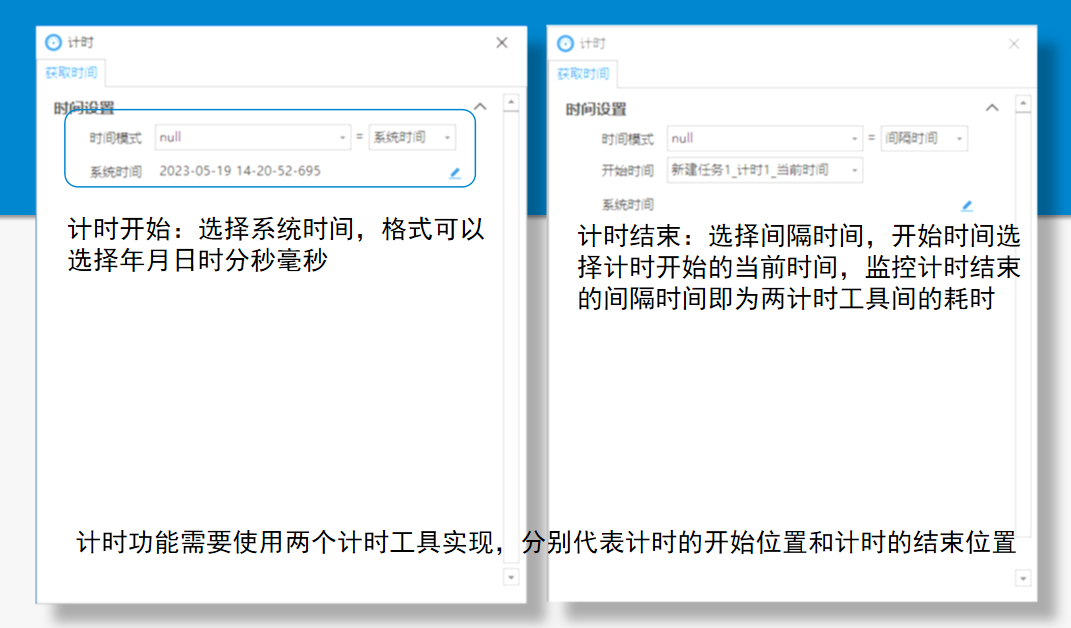 计时
获取时间
时间设置
时间模式 null = 系统时间
系统时间 2023-05-19 14-20-52-695
计时开始：选择系统时间，格式可以
选择年月日时分秒毫秒
计时
获取时间
时间设置
时间模式 null = 间隔时间
开始时间 新建任务1_计时1_当前时间
系统时间
计时结束：选择间隔时间，开始时间选
择计时开始的当前时间，监控计时结束
的间隔时间即为两计时工具间的耗时
计时功能需要使用两个计时工具实现，分别代表计时的开始位置和计时的结束位置